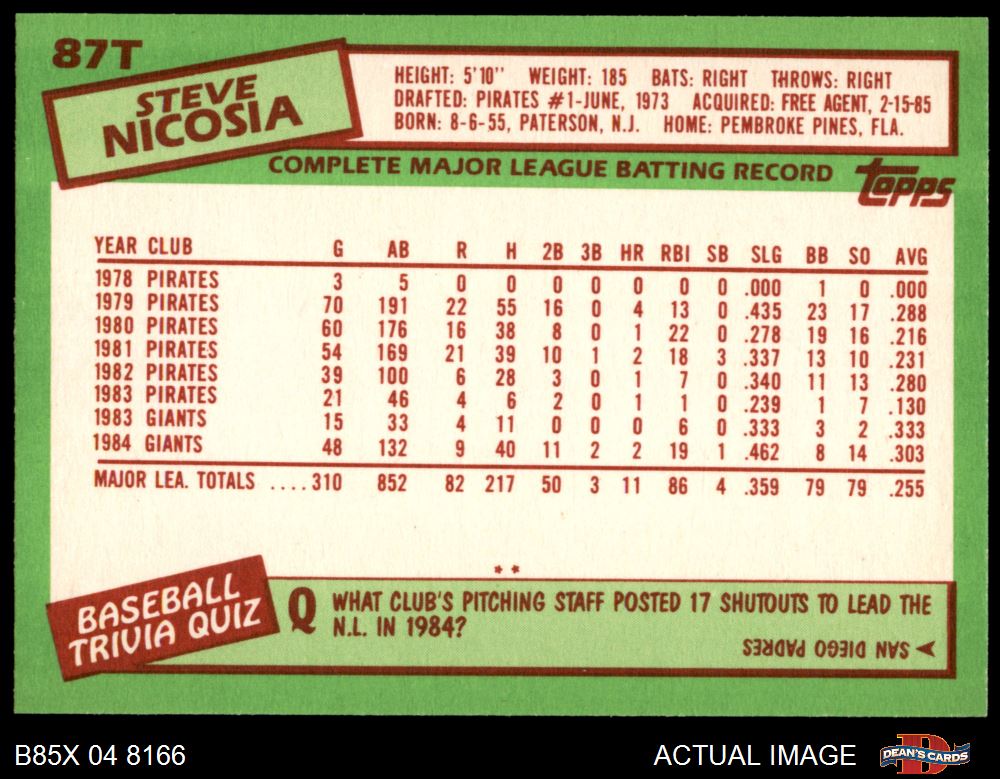 87T
STEVE
NICOSIA
HEIGHT: 5'10" WEIGHT: 185 BATS: RIGHT THROWS: RIGHT
DRAFTED: PIRATES #1-JUNE, 1973 ACQUIRED: FREE AGENT, 2-15-85
BORN: 8-6-55, PATERSON, N.J. HOME: PEMBROKE PINES, FLA.
COMPLETE MAJOR LEAGUE BATTING RECORD
TOPPS
YEAR CLUB G AB R H 2B 3B HR RBI SB SLG BB SO AVG
1978 PIRATES 3 5 0 0 0 0 0 0 0 .000 1 0 .000
1979 PIRATES 70 191 22 55 16 0 4 13 0 .435 23 17 .288
1980 PIRATES 60 176 16 38 8 0 1 22 0 .278 19 16 .216
1981 PIRATES 54 169 21 39 10 1 2 18 3 .337 13 10 .231
1982 PIRATES 39 100 6 28 3 0 1 7 0 .340 11 13 .280
1983 PIRATES 21 46 4 6 2 0 1 1 0 .239 1 7 .130
1983 GIANTS 15 33 4 11 0 0 0 6 0 .333 3 2 .333
1984 GIANTS 48 132 9 40 11 2 2 19 1 .462 8 14 .303
MAJOR LEA. TOTALS ....310 852 82 217 50 3 11 86 4 .359 79 79 .255
**
BASEBALL
TRIVIA QUIZ
Q WHAT CLUB'S PITCHING STAFF POSTED 17 SHUTOUTS TO LEAD THE
N.L. IN 1984?
SAN DIEGO PADRES
B85X 04 8166
ACTUAL IMAGE
DEAN'S CARDS